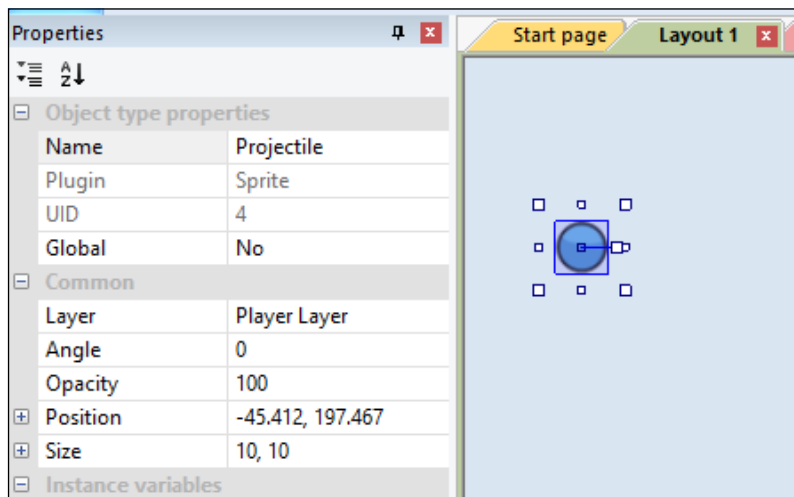 Properties
Start page
Layout 1
A
Z
Object type properties
Name Projectile
Plugin Sprite
UID 4
Global No
Common
Layer Player Layer
Angle 0
Opacity 100
Position -45.412, 197.467
Size 10, 10
Instance variables